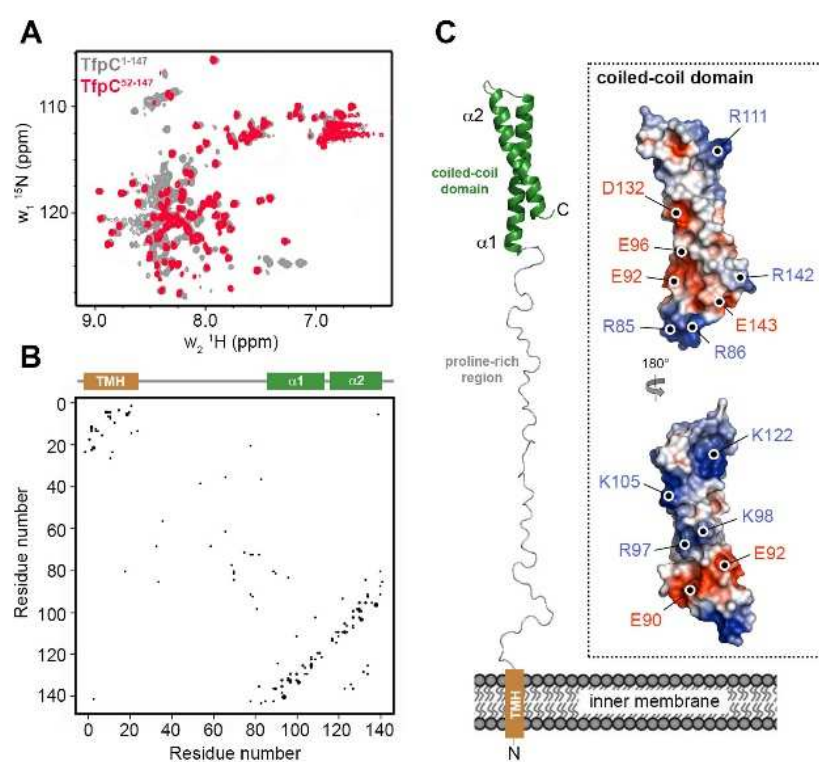 A
TfpC1-147
TfpC52-147
110
120
w1 15N (ppm)
9.0 8.0 7.0
w2 1H (ppm)
B
TMH α1 α2
0
20
40
60
80
100
120
140
Residue number
0 20 40 60 80 100 120 140
Residue number
C
α2
coiled-coil
domain
α1
C
proline-rich
region
TMH
N
inner membrane
coiled-coil domain
R111
D132
E96
E92
R142
R85
E143
R86
180°
K122
K105
K98
R97
E92
E90